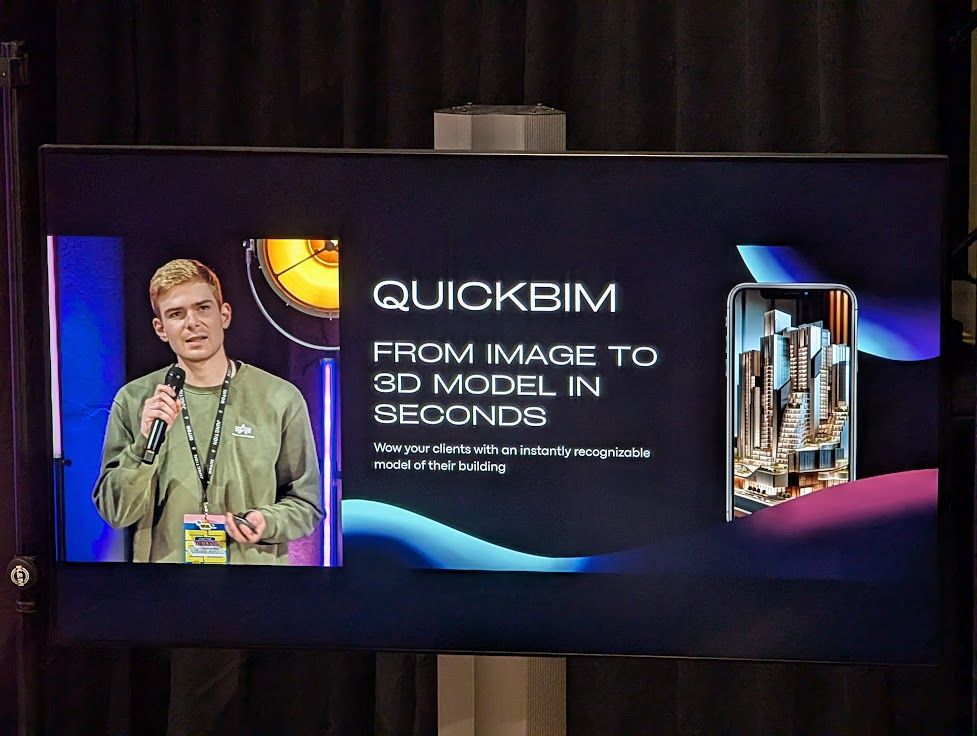 QUICKBIM
FROM IMAGE TO
3D MODEL IN
SECONDS
Wow your clients with an instantly recognizable
model of their building